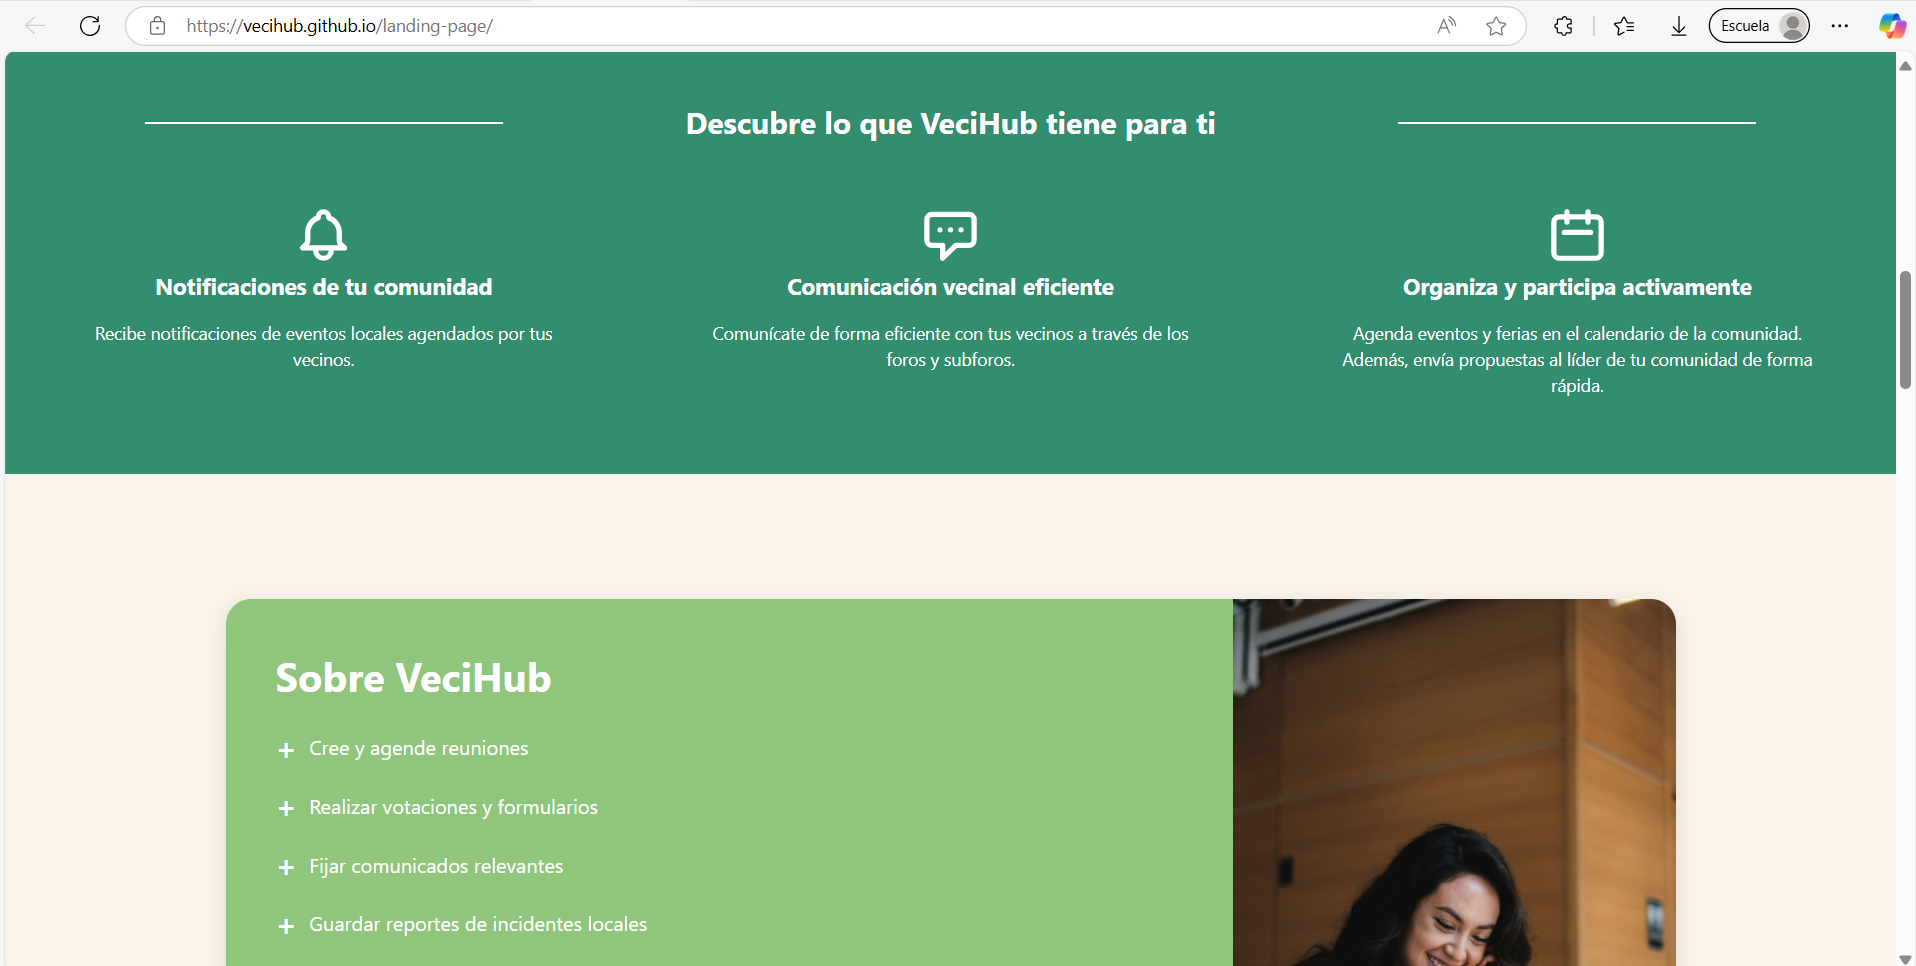 https://vecihub.github.io/landing-page/
Escuela
Descubre lo que VeciHub tiene para ti
Notificaciones de tu comunidad
Recibe notificaciones de eventos locales agendados por tus
vecinos.
Comunicación vecinal eficiente
Comunícate de forma eficiente con tus vecinos a través de los
foros y subforos.
Organiza y participa activamente
Agenda eventos y ferias en el calendario de la comunidad.
Además, envía propuestas al líder de tu comunidad de forma
rápida.
Sobre VeciHub
+ Cree y agende reuniones
+ Realizar votaciones y formularios
+ Fijar comunicados relevantes
+ Guardar reportes de incidentes locales